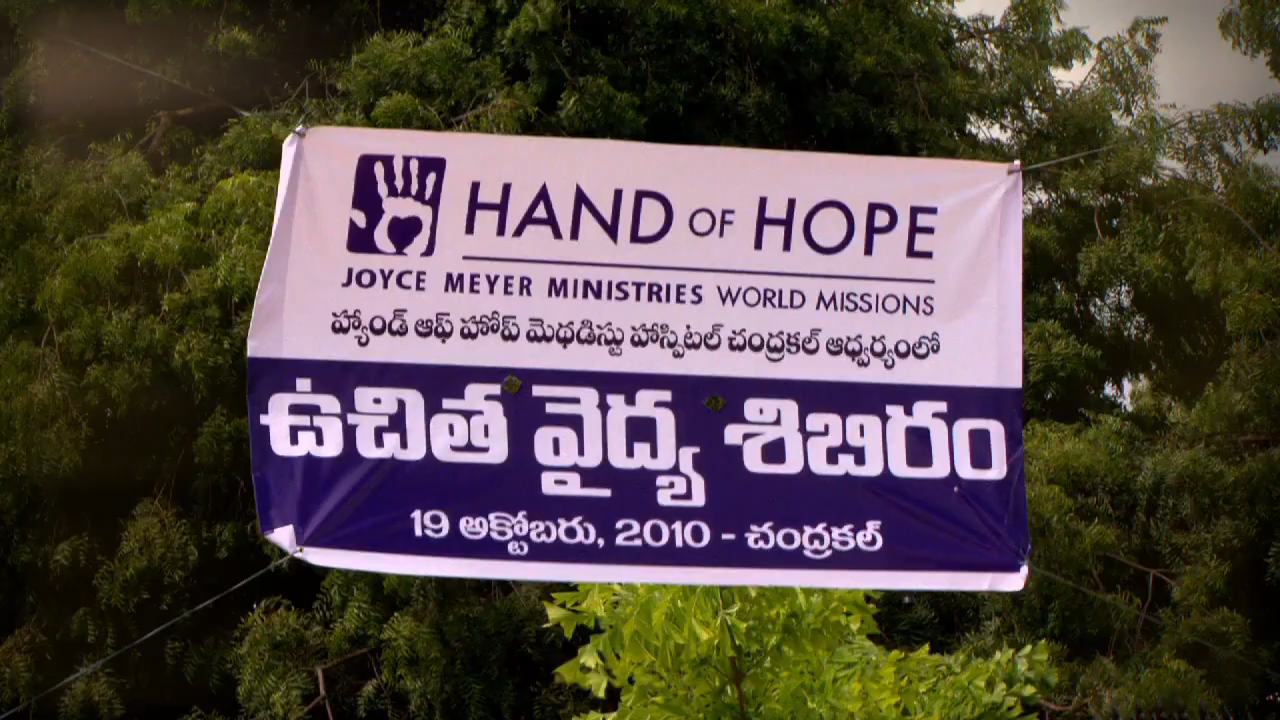 HAND OF HOPE
JOYCE MEYER MINISTRIES WORLD MISSIONS
హ్యాండ్ ఆఫ్ హోప్ మెథడిస్టు హాస్పిటల్ చంద్రకల్ ఆధ్వర్యంలో
ఉచిత వైద్య శిబిరం
19 అక్టోబరు, 2010 - చంద్రకల్